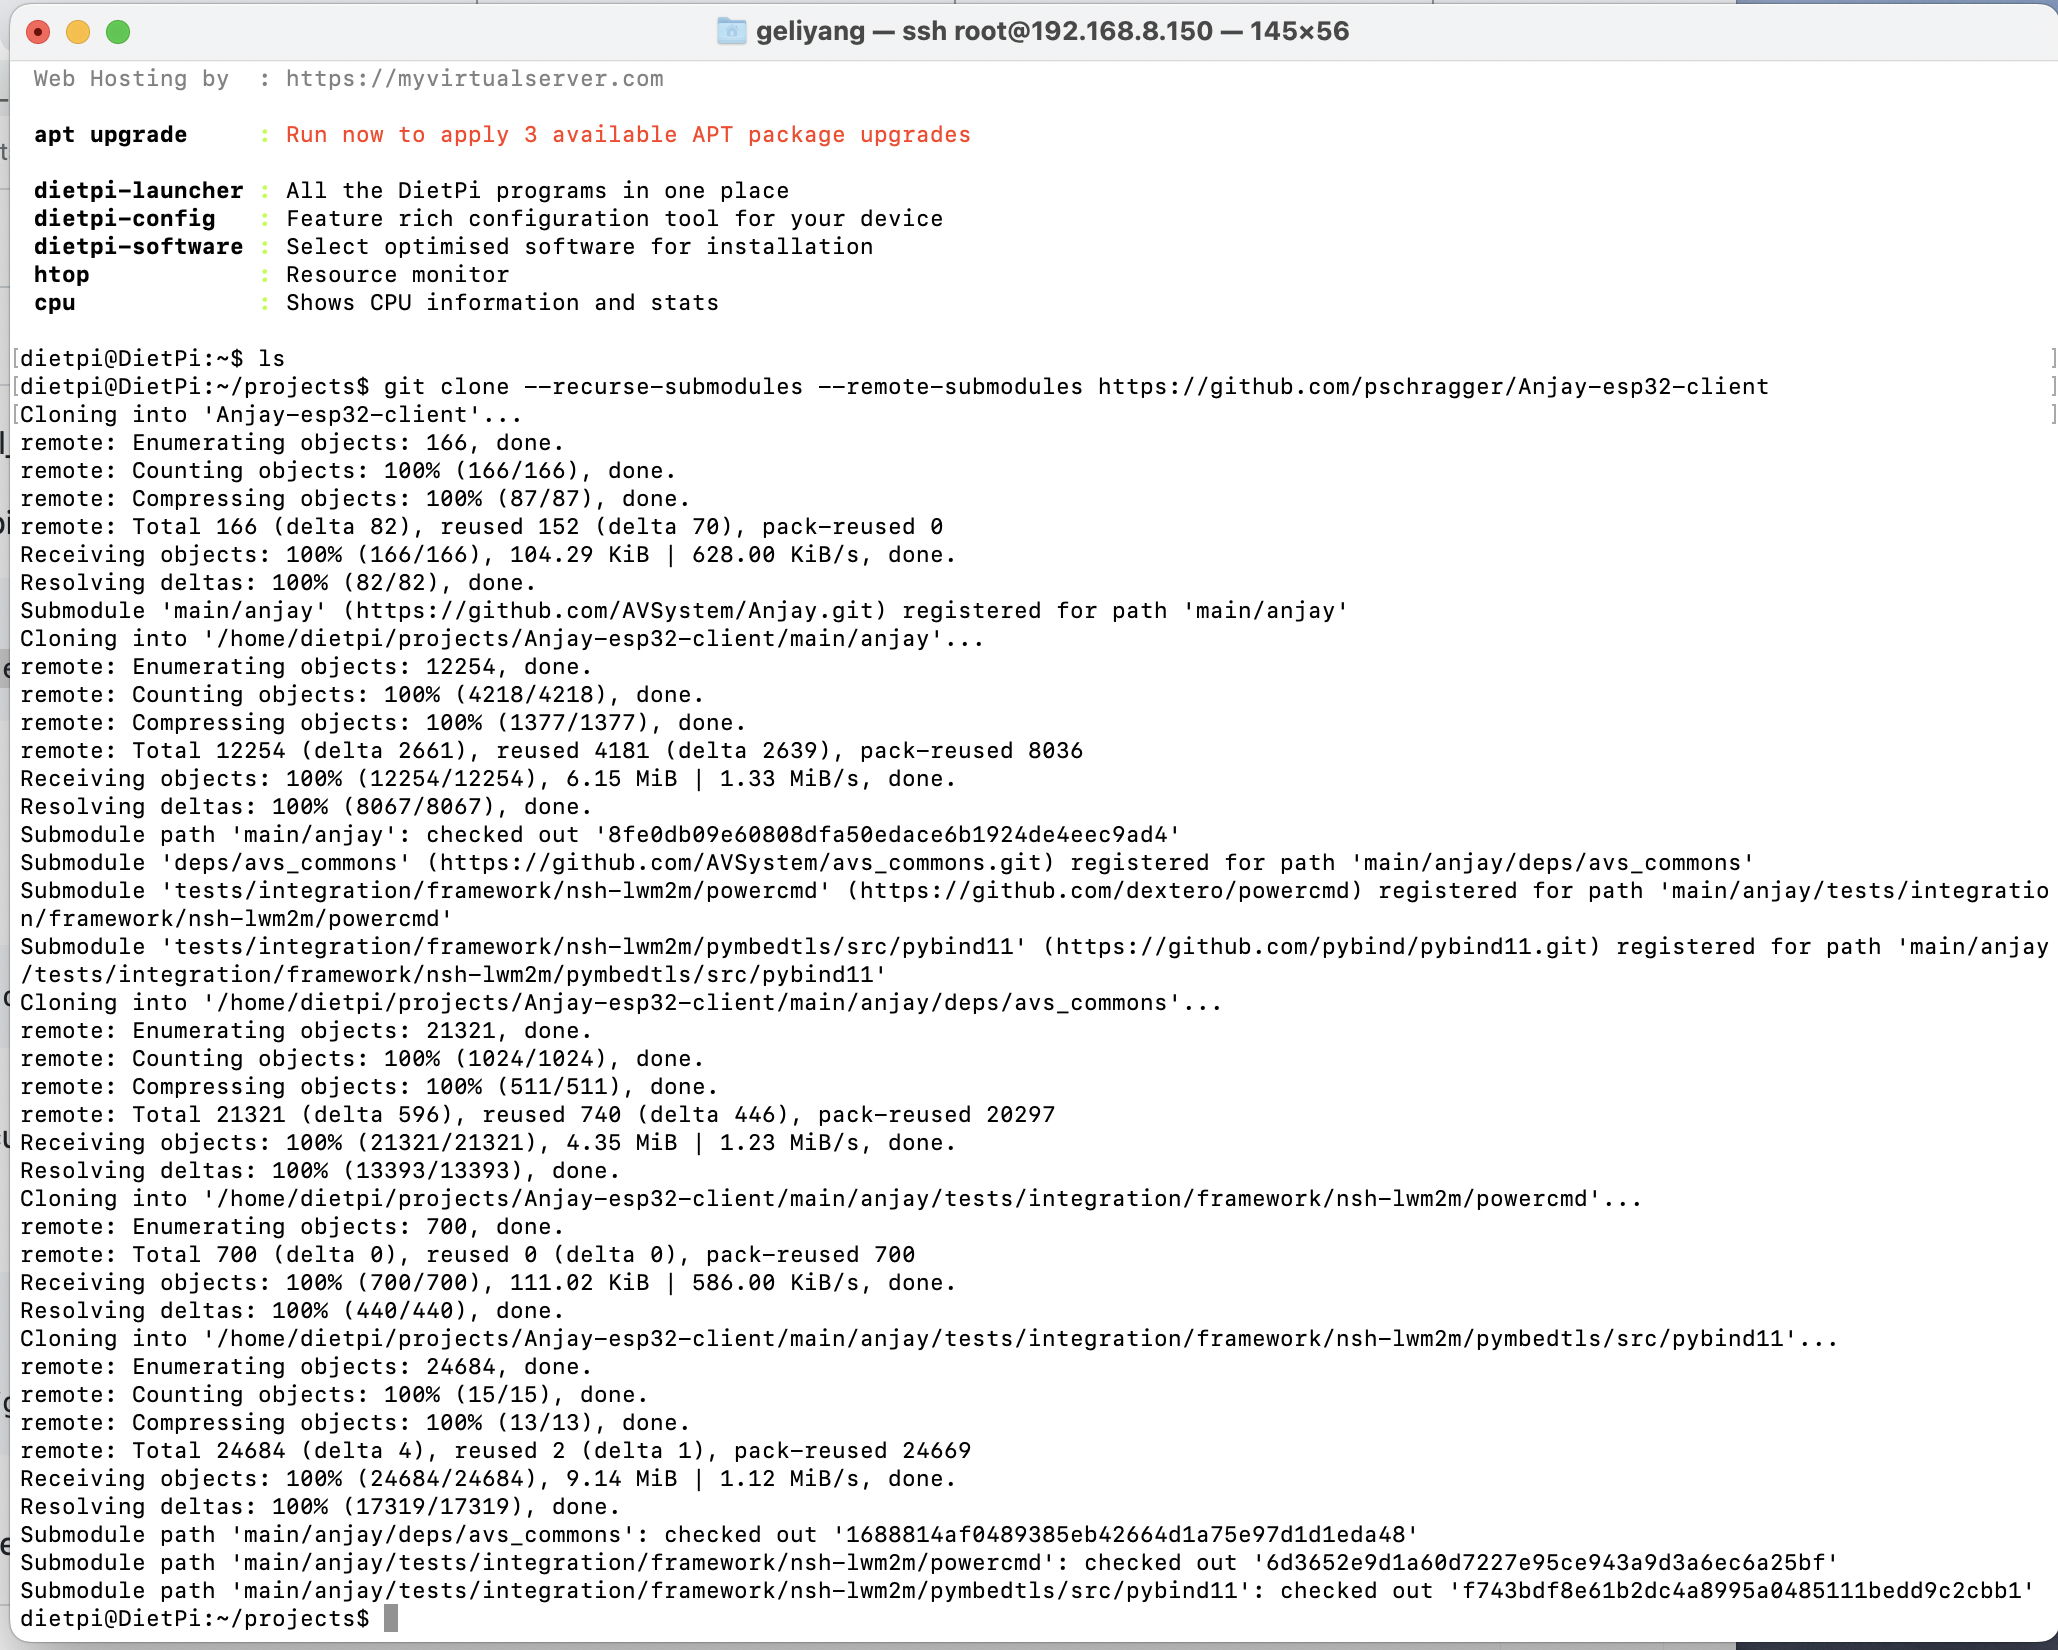 geliyang — ssh root@192.168.8.150 — 145×56
Web Hosting by  : https://myvirtualserver.com
apt upgrade     : Run now to apply 3 available APT package upgrades
dietpi-launcher : All the DietPi programs in one place
dietpi-config   : Feature rich configuration tool for your device
dietpi-software : Select optimised software for installation
htop            : Resource monitor
cpu             : Shows CPU information and stats
[dietpi@DietPi:~$ ls ]
[dietpi@DietPi:~/projects$ git clone --recurse-submodules --remote-submodules https://github.com/pschragger/Anjay-esp32-client ]
[Cloning into 'Anjay-esp32-client'... ]
remote: Enumerating objects: 166, done.
remote: Counting objects: 100% (166/166), done.
remote: Compressing objects: 100% (87/87), done.
remote: Total 166 (delta 82), reused 152 (delta 70), pack-reused 0
Receiving objects: 100% (166/166), 104.29 KiB | 628.00 KiB/s, done.
Resolving deltas: 100% (82/82), done.
Submodule 'main/anjay' (https://github.com/AVSystem/Anjay.git) registered for path 'main/anjay'
Cloning into '/home/dietpi/projects/Anjay-esp32-client/main/anjay'...
remote: Enumerating objects: 12254, done.
remote: Counting objects: 100% (4218/4218), done.
remote: Compressing objects: 100% (1377/1377), done.
remote: Total 12254 (delta 2661), reused 4181 (delta 2639), pack-reused 8036
Receiving objects: 100% (12254/12254), 6.15 MiB | 1.33 MiB/s, done.
Resolving deltas: 100% (8067/8067), done.
Submodule path 'main/anjay': checked out '8fe0db09e60808dfa50edace6b1924de4eec9ad4'
Submodule 'deps/avs_commons' (https://github.com/AVSystem/avs_commons.git) registered for path 'main/anjay/deps/avs_commons'
Submodule 'tests/integration/framework/nsh-lwm2m/powercmd' (https://github.com/dextero/powercmd) registered for path 'main/anjay/tests/integratio
n/framework/nsh-lwm2m/powercmd'
Submodule 'tests/integration/framework/nsh-lwm2m/pymbedtls/src/pybind11' (https://github.com/pybind/pybind11.git) registered for path 'main/anjay
/tests/integration/framework/nsh-lwm2m/pymbedtls/src/pybind11'
Cloning into '/home/dietpi/projects/Anjay-esp32-client/main/anjay/deps/avs_commons'...
remote: Enumerating objects: 21321, done.
remote: Counting objects: 100% (1024/1024), done.
remote: Compressing objects: 100% (511/511), done.
remote: Total 21321 (delta 596), reused 740 (delta 446), pack-reused 20297
Receiving objects: 100% (21321/21321), 4.35 MiB | 1.23 MiB/s, done.
Resolving deltas: 100% (13393/13393), done.
Cloning into '/home/dietpi/projects/Anjay-esp32-client/main/anjay/tests/integration/framework/nsh-lwm2m/powercmd'...
remote: Enumerating objects: 700, done.
remote: Total 700 (delta 0), reused 0 (delta 0), pack-reused 700
Receiving objects: 100% (700/700), 111.02 KiB | 586.00 KiB/s, done.
Resolving deltas: 100% (440/440), done.
Cloning into '/home/dietpi/projects/Anjay-esp32-client/main/anjay/tests/integration/framework/nsh-lwm2m/pymbedtls/src/pybind11'...
remote: Enumerating objects: 24684, done.
remote: Counting objects: 100% (15/15), done.
remote: Compressing objects: 100% (13/13), done.
remote: Total 24684 (delta 4), reused 2 (delta 1), pack-reused 24669
Receiving objects: 100% (24684/24684), 9.14 MiB | 1.12 MiB/s, done.
Resolving deltas: 100% (17319/17319), done.
Submodule path 'main/anjay/deps/avs_commons': checked out '1688814af0489385eb42664d1a75e97d1d1eda48'
Submodule path 'main/anjay/tests/integration/framework/nsh-lwm2m/powercmd': checked out '6d3652e9d1a60d7227e95ce943a9d3a6ec6a25bf'
Submodule path 'main/anjay/tests/integration/framework/nsh-lwm2m/pymbedtls/src/pybind11': checked out 'f743bdf8e61b2dc4a8995a0485111bedd9c2cbb1'
dietpi@DietPi:~/projects$